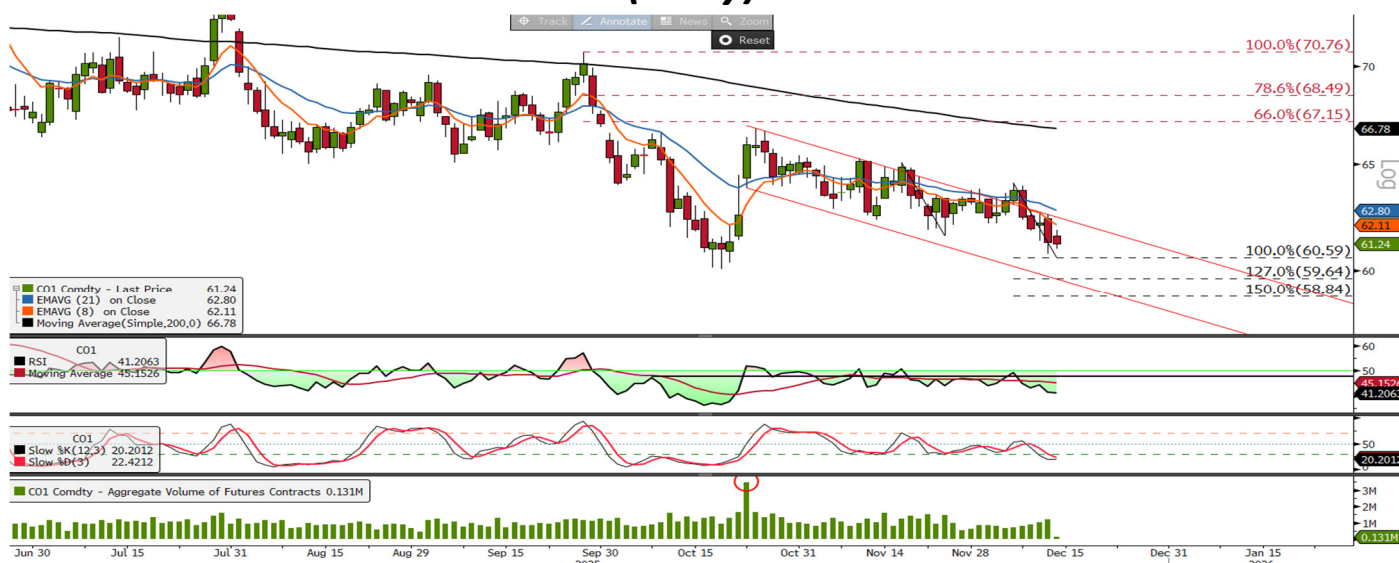 Track Annotate News Zoom
Reset
100.0%(70.76)
70
78.6%(68.49)
66.0%(67.15)
66.78
65
Log
62.80
62.11
61.24
100.0%(60.59)
60
127.0%(59.64)
150.0%(58.84)
CO1 Comdty - Last Price 61.24
EMAVG (21) on Close 62.80
EMAVG (8) on Close 62.11
Moving Average(Simple,200,0) 66.78
CO1
RSI 41.2063
Moving Average 45.1526
60
50
45.1526
41.2063
CO1
Slow %K(12,3) 20.2012
Slow %D(3) 22.4212
50
20.2012
0
CO1 Comdty - Aggregate Volume of Futures Contracts 0.131M
3M
2M
1M
0.131M
Jun 30 Jul 15 Jul 31 Aug 15 Aug 29 Sep 15 Sep 30 Oct 15 Oct 31 Nov 14 Nov 28 Dec 15 Dec 31 Jan 15